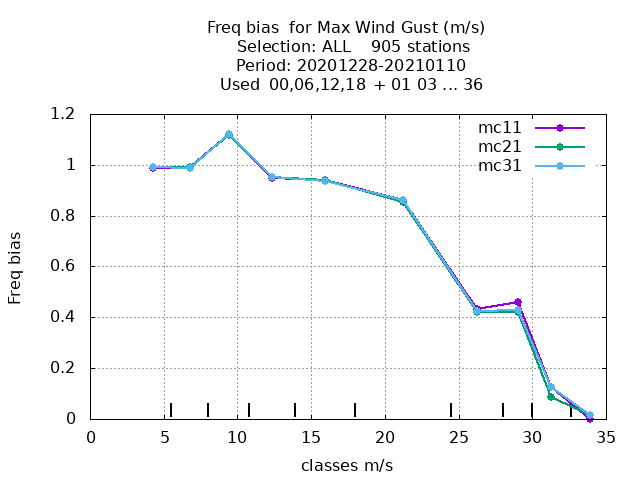 Freq bias  for Max Wind Gust (m/s)
Selection: ALL    905 stations
Period: 20201228-20210110
Used  00,06,12,18  + 01 03 ... 36
mc11
mc21
mc31
1.2
1
0.8
0.6
0.4
0.2
0
Freq bias
0 5 10 15 20 25 30 35
classes m/s